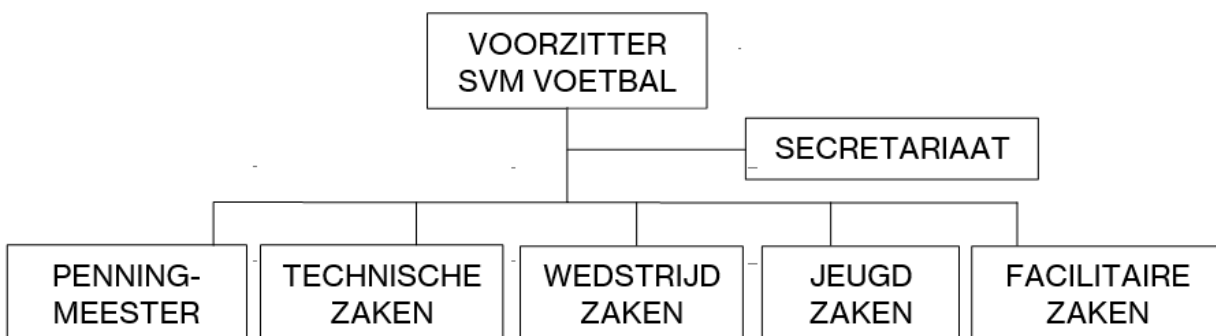 VOORZITTER
SVM VOETBAL
SECRETARIAAT
PENNING-
MEESTER
TECHNISCHE
ZAKEN
WEDSTRIJD
ZAKEN
JEUGD
ZAKEN
FACILITAIRE
ZAKEN